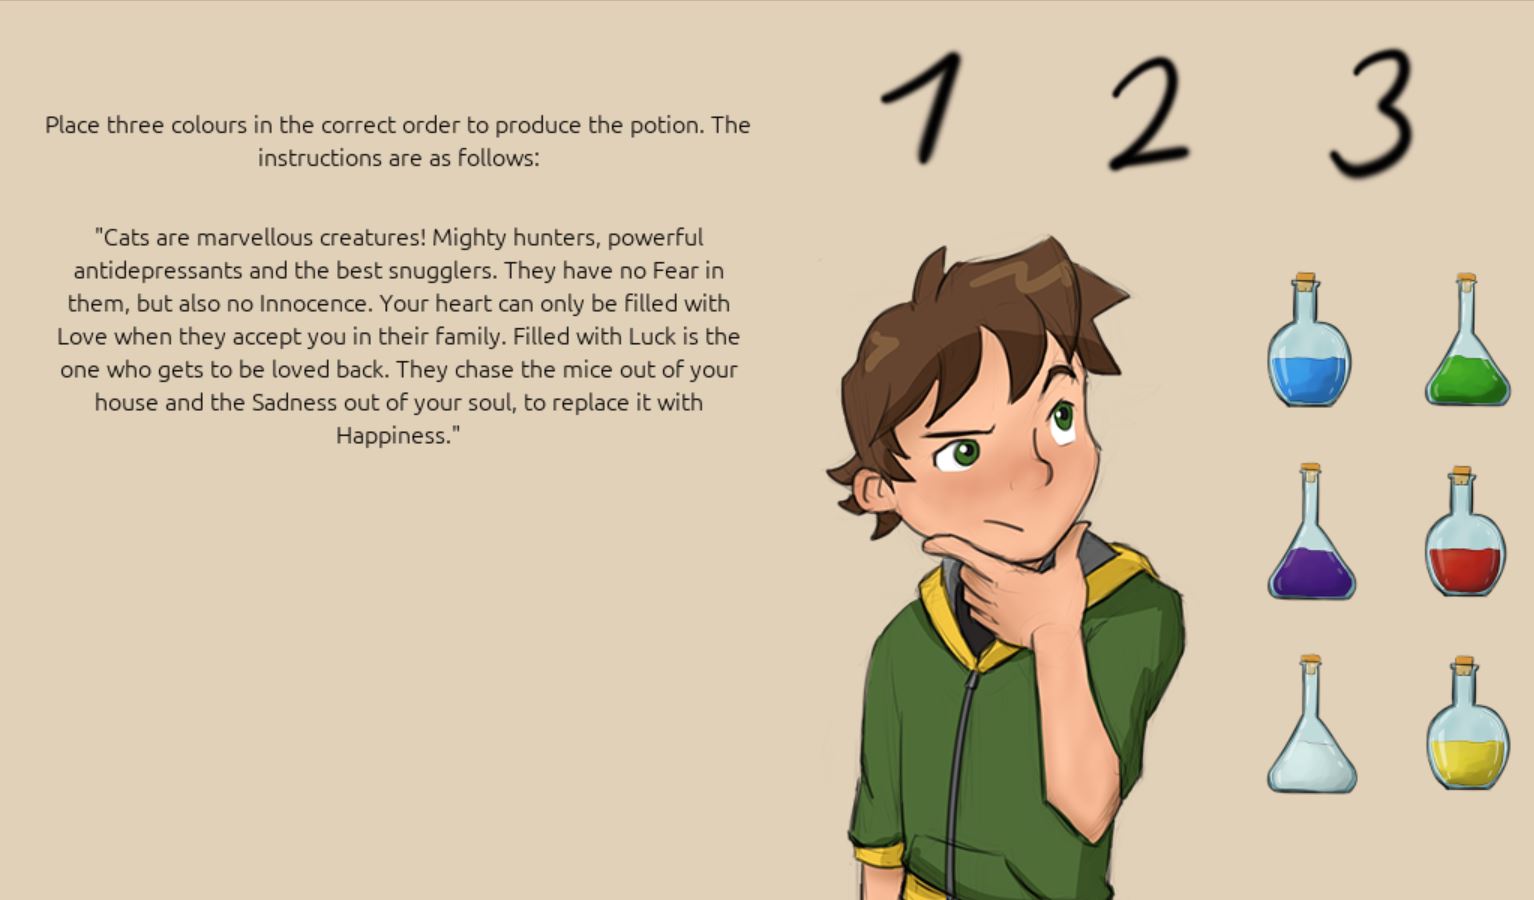 Place three colours in the correct order to produce the potion. The
instructions are as follows:
"Cats are marvellous creatures! Mighty hunters, powerful
antidepressants and the best snugglers. They have no Fear in
them, but also no Innocence. Your heart can only be filled with
Love when they accept you in their family. Filled with Luck is the
one who gets to be loved back. They chase the mice out of your
house and the Sadness out of your soul, to replace it with
Happiness."
1 2 3